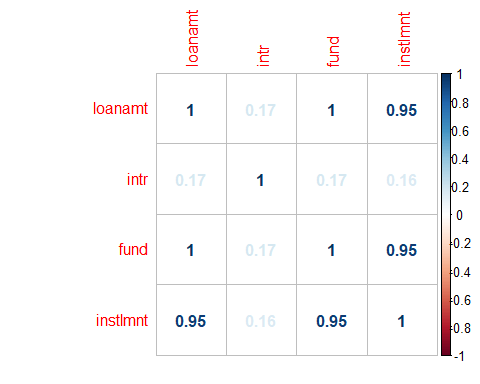 loanamt intr fund instlmnt
loanamt 1 0.17 1 0.95
intr 0.17 1 0.17 0.16
fund 1 0.17 1 0.95
instlmnt 0.95 0.16 0.95 1
1
0.8
0.6
0.4
0.2
0
-0.2
-0.4
-0.6
-0.8
-1